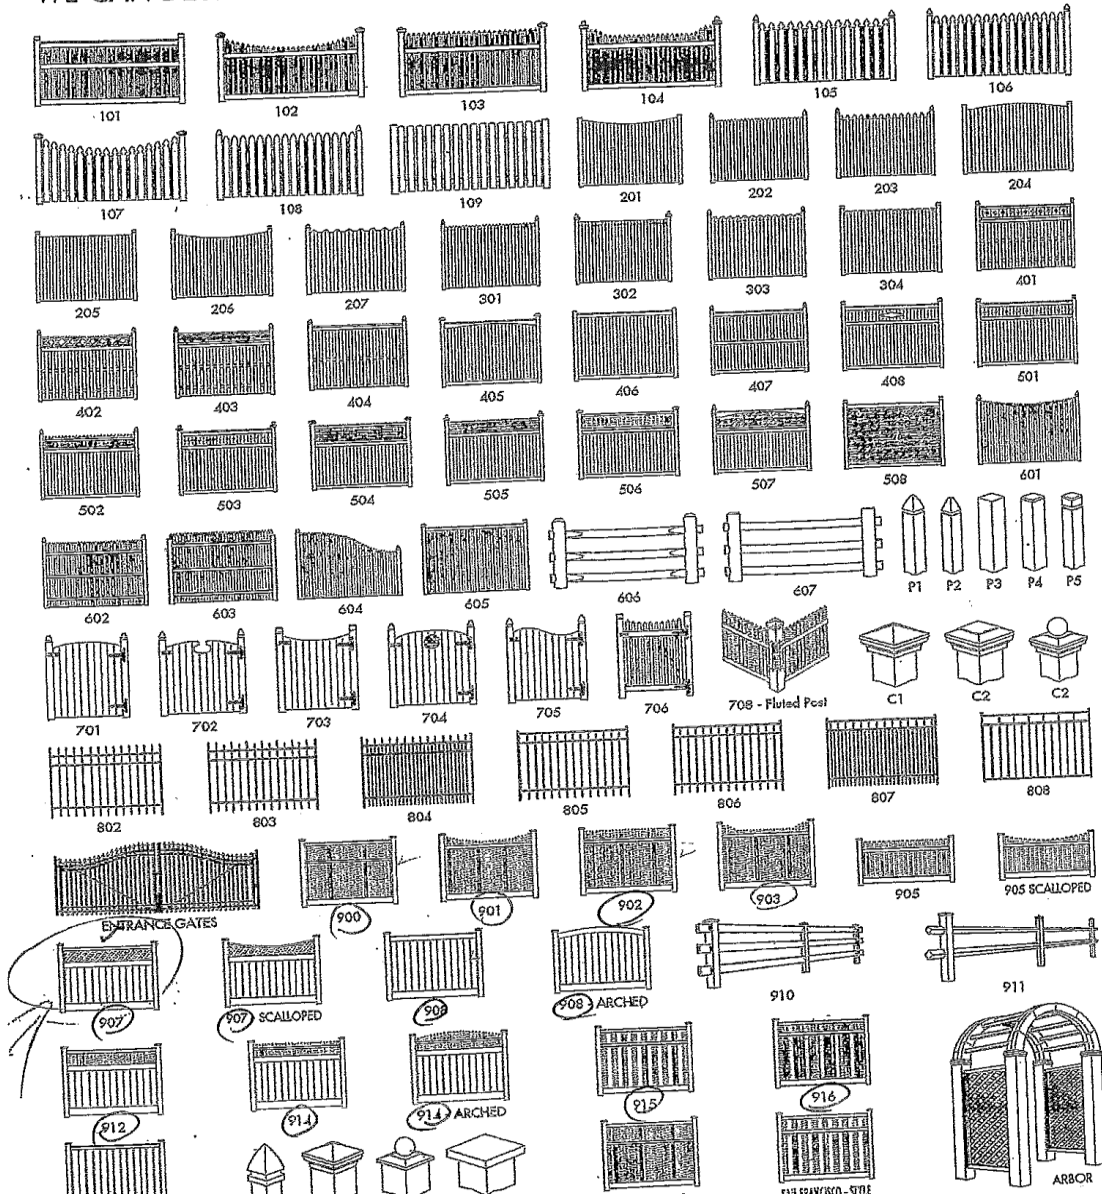 101 102 103 104 105 106
107 108 109 201 202 203 204
205 206 207 301 302 303 304 401
402 403 404 405 406 407 408 501
502 503 504 505 506 507 508 601
602 603 604 605 606 607 P1 P2 P3 P4 P5
701 702 703 704 705 706 708 - Fluted Post C1 C2 C2
802 803 804 805 806 807 808
ENTRANCE GATES 900 901 902 903 905 905 SCALLOPED
907 907 SCALLOPED 908 908 ARCHED 910 911
912 914 914 ARCHED 915 916
ARBOR